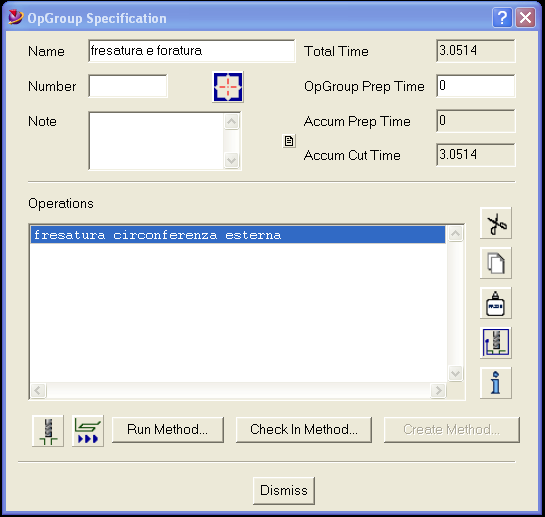 OpGroup Specification
Name fresatura e foratura Total Time 3.0514
Number OpGroup Prep Time 0
Note Accum Prep Time 0
Accum Cut Time 3.0514
Operations
fresatura circonferenza esterna
Run Method... Check In Method... Create Method...
Dismiss